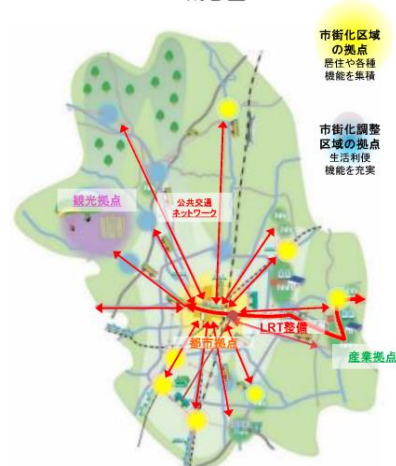 市街化区域
の拠点
居住や各種
機能を集積
市街化調整
区域の拠点
生活利便
機能を充実
観光拠点
公共交通
ネットワーク
LRT整備
都市拠点
産業拠点